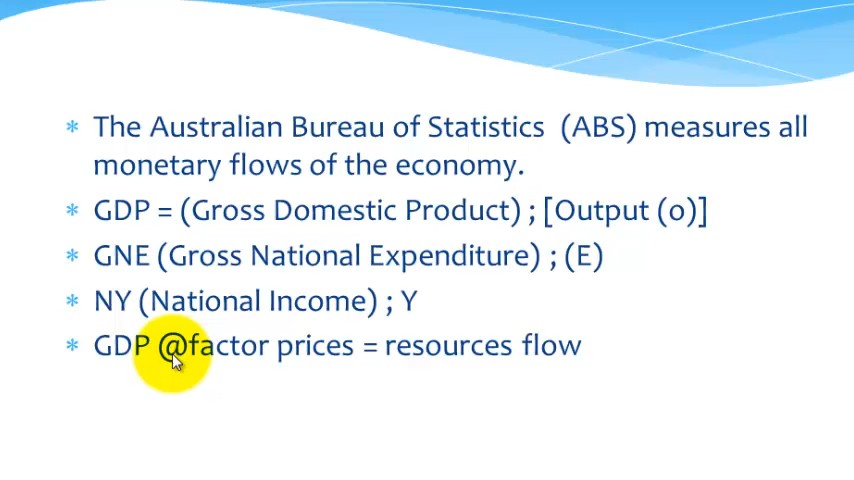 * The Australian Bureau of Statistics (ABS) measures all
monetary flows of the economy.
* GDP = (Gross Domestic Product) ; [Output (o)]
* GNE (Gross National Expenditure) ; (E)
* NY (National Income) ; Y
* GDP @factor prices = resources flow